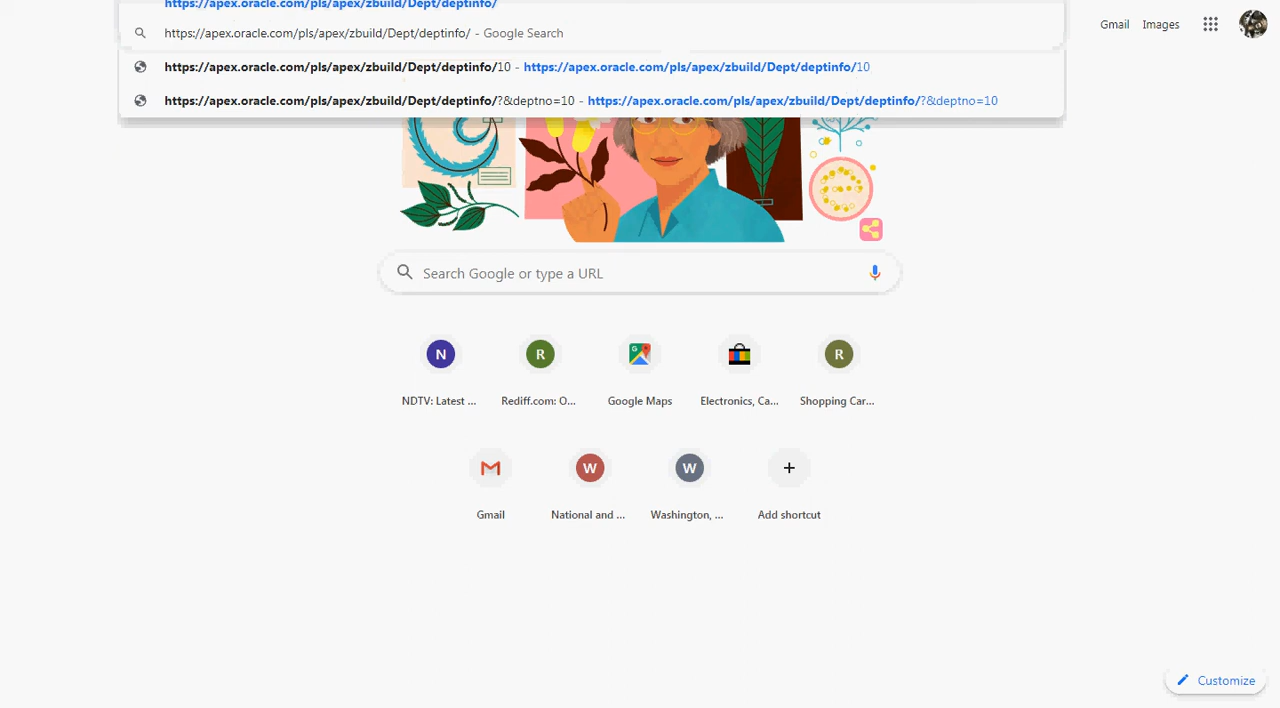 https://apex.oracle.com/pls/apex/zbuild/Dept/deptinfo/
https://apex.oracle.com/pls/apex/zbuild/Dept/deptinfo/ - Google Search
Gmail Images
https://apex.oracle.com/pls/apex/zbuild/Dept/deptinfo/10 - https://apex.oracle.com/pls/apex/zbuild/Dept/deptinfo/10
https://apex.oracle.com/pls/apex/zbuild/Dept/deptinfo/?&deptno=10 - https://apex.oracle.com/pls/apex/zbuild/Dept/deptinfo/?&deptno=10
Search Google or type a URL
N R R
NDTV: Latest ... Rediff.com: O... Google Maps Electronics, Ca... Shopping Car...
W W
Gmail National and ... Washington, ... Add shortcut
Customize